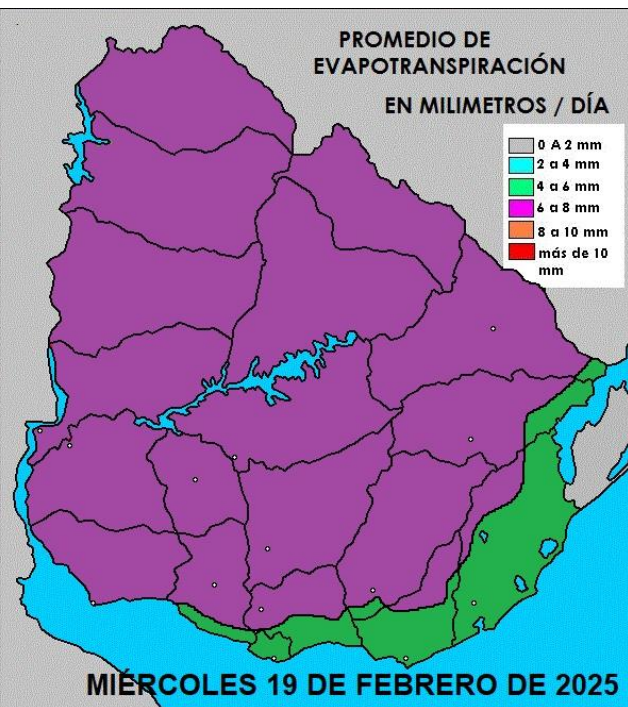 PROMEDIO DE
EVAPOTRANSPIRACIÓN
EN MILIMETROS / DÍA
0 A 2 mm
2 a 4 mm
4 a 6 mm
6 a 8 mm
8 a 10 mm
más de 10
mm
MIÉRCOLES 19 DE FEBRERO DE 2025